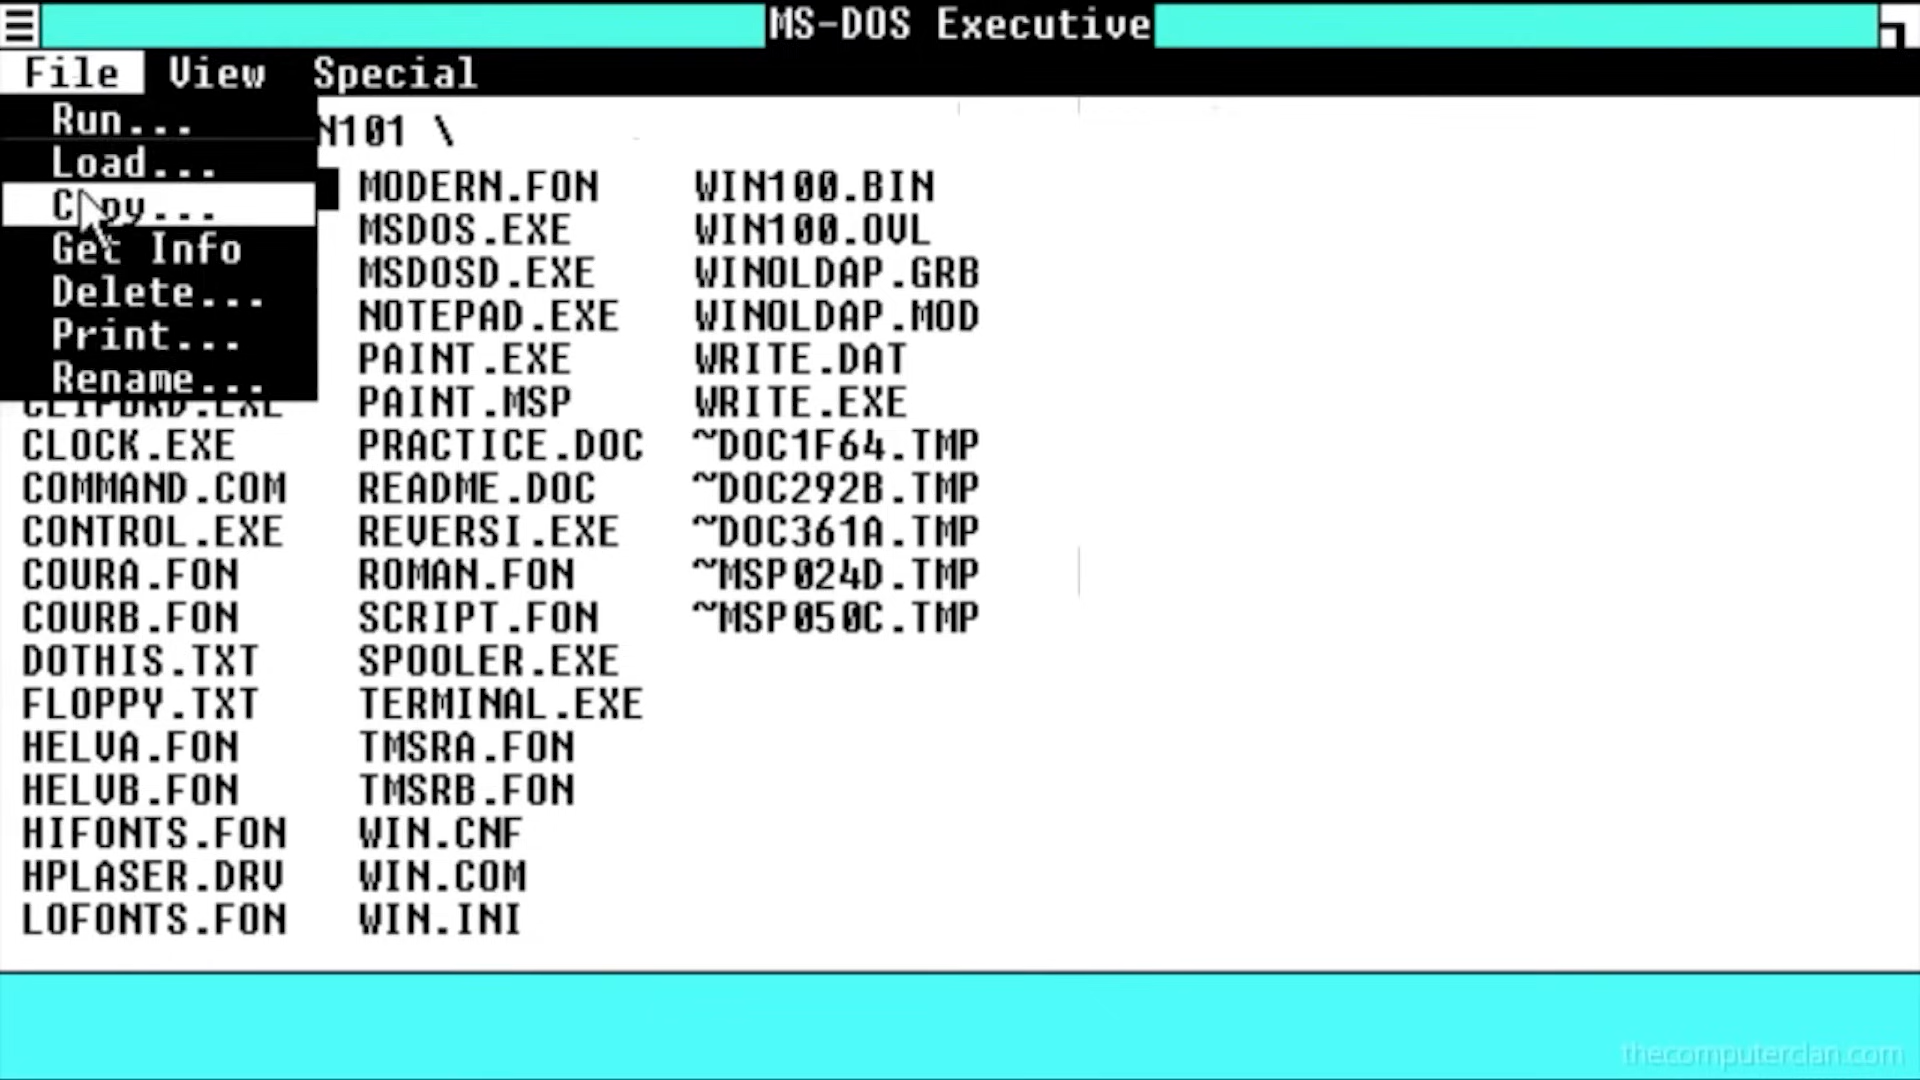 MS-DOS Executive
File View Special
Run...
Load...
Copy...
Get Info
Delete...
Print...
Rename...
N101 \
CLIPBRD.EXE
CLOCK.EXE
COMMAND.COM
CONTROL.EXE
COURA.FON
COURB.FON
DOTHIS.TXT
FLOPPY.TXT
HELVA.FON
HELVB.FON
HIFONTS.FON
HPLASER.DRV
LOFONTS.FON
MODERN.FON
MSDOS.EXE
MSDOSD.EXE
NOTEPAD.EXE
PAINT.EXE
PAINT.MSP
PRACTICE.DOC
README.DOC
REVERSI.EXE
ROMAN.FON
SCRIPT.FON
SPOOLER.EXE
TERMINAL.EXE
TMSRA.FON
TMSRB.FON
WIN.CNF
WIN.COM
WIN.INI
WIN100.BIN
WIN100.OVL
WINOLDAP.GRB
WINOLDAP.MOD
WRITE.DAT
WRITE.EXE
~DOC1F64.TMP
~DOC292B.TMP
~DOC361A.TMP
~MSP024D.TMP
~MSP050C.TMP
thecomputerclan.com